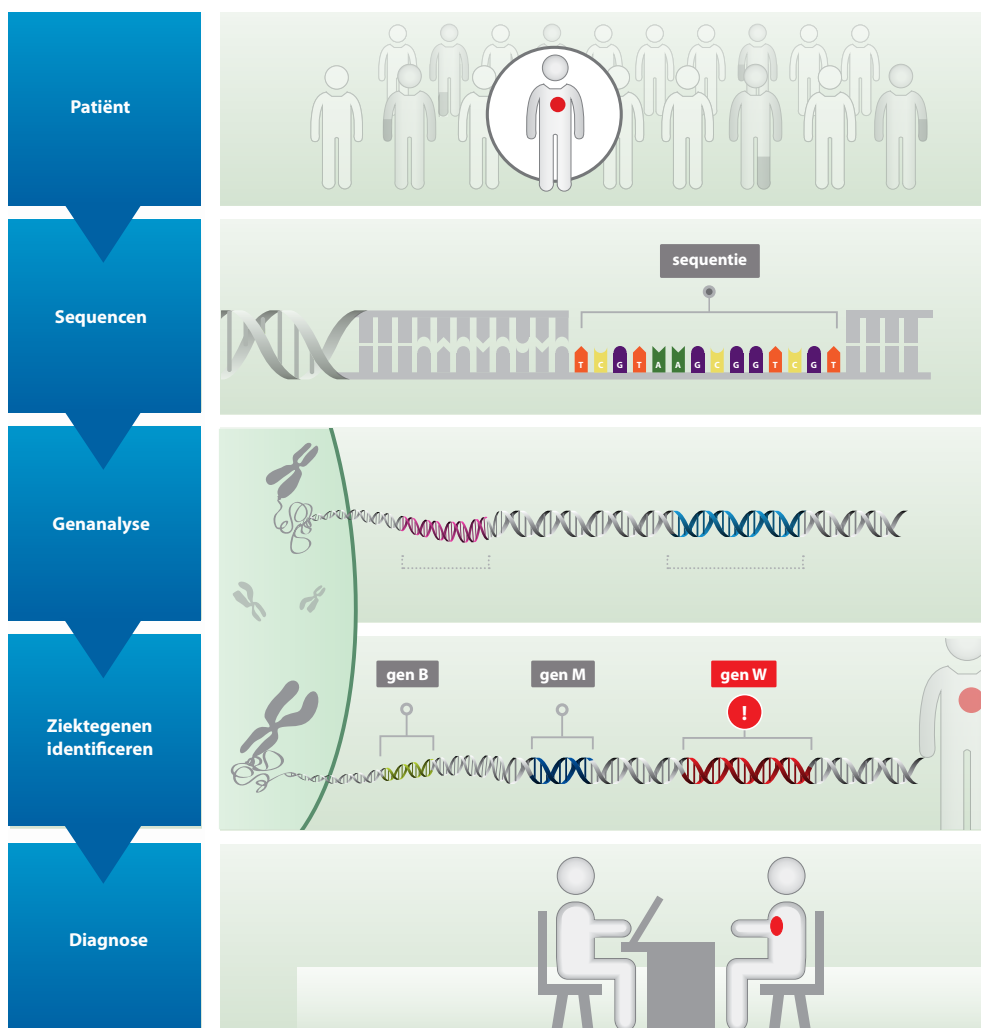 Patiënt
Sequencen
sequentie
T C G T A A G C G G T C G T
Genanalyse
Ziektegenen
identificeren
gen B
gen M
gen W
!
Diagnose